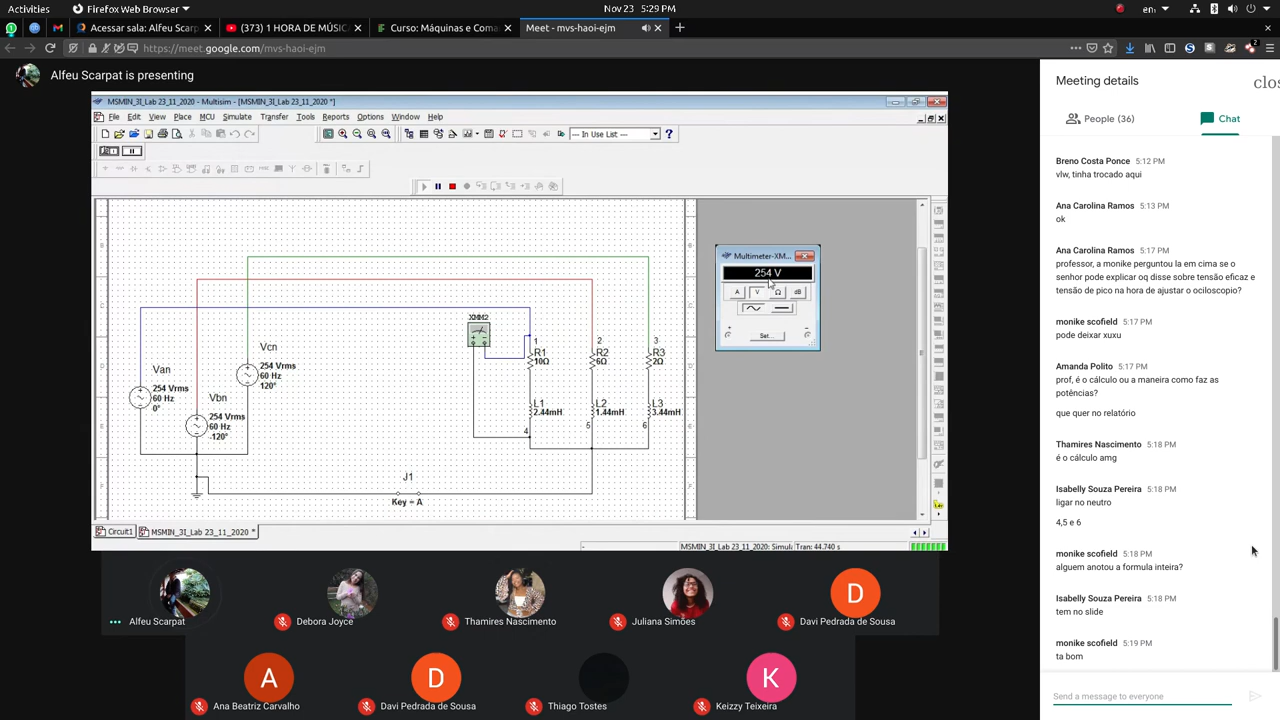 Activities
Firefox Web Browser
Nov 23 5:29 PM
en
Acessar sala: Alfeu Scarp
(373) 1 HORA DE MÚSIC
Curso: Máquinas e Coma
Meet - mvs-haoi-ejm
https://meet.google.com/mvs-haoi-ejm
Alfeu Scarpat is presenting
MSMIN_3I_Lab 23_11_2020 - Multisim - [MSMIN_3I_Lab 23_11_2020 *]
File Edit View Place MCU Simulate Transfer Tools Reports Options Window Help
--- In Use List ---
Multimeter-XM...
254 V
A V Ω dB
Set...
XMM2
1
R1
10Ω
2
R2
6Ω
3
R3
2Ω
Vcn
254 Vrms
60 Hz
120°
Van
254 Vrms
60 Hz
0°
Vbn
254 Vrms
60 Hz
-120°
L1
2.44mH
L2
1.44mH
L3
3.44mH
4
5
6
J1
Key = A
Circuit1
MSMIN_3I_Lab 23_11_2020 *
MSMIN_3I_Lab 23_11_2020: Simula
Tran: 44.740 s
Alfeu Scarpat
Debora Joyce
Thamires Nascimento
Juliana Simões
D
Davi Pedrada de Sousa
A
Ana Beatriz Carvalho
D
Davi Pedrada de Sousa
Thiago Tostes
K
Keizzy Teixeira
Meeting details
clos
People (36)
Chat
Breno Costa Ponce 5:12 PM
vlw, tinha trocado aqui
Ana Carolina Ramos 5:13 PM
ok
Ana Carolina Ramos 5:17 PM
professor, a monike perguntou la em cima se o
senhor pode explicar oq disse sobre tensão eficaz e
tensão de pico na hora de ajustar o ociloscopio?
monike scofield 5:17 PM
pode deixar xuxu
Amanda Polito 5:17 PM
prof, é o cálculo ou a maneira como faz as
potências?
que quer no relatório
Thamires Nascimento 5:18 PM
é o cálculo amg
Isabelly Souza Pereira 5:18 PM
ligar no neutro
4,5 e 6
monike scofield 5:18 PM
alguem anotou a formula inteira?
Isabelly Souza Pereira 5:18 PM
tem no slide
monike scofield 5:19 PM
ta bom
Send a message to everyone